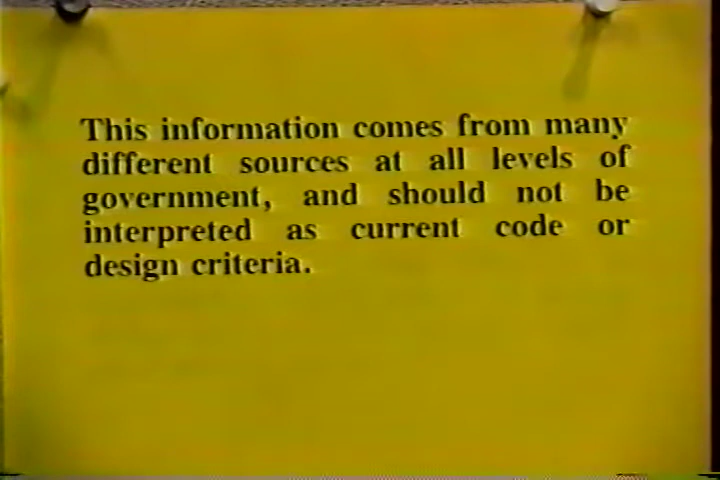 This information comes from many
different sources at all levels of
government, and should not be
interpreted as current code or
design criteria.